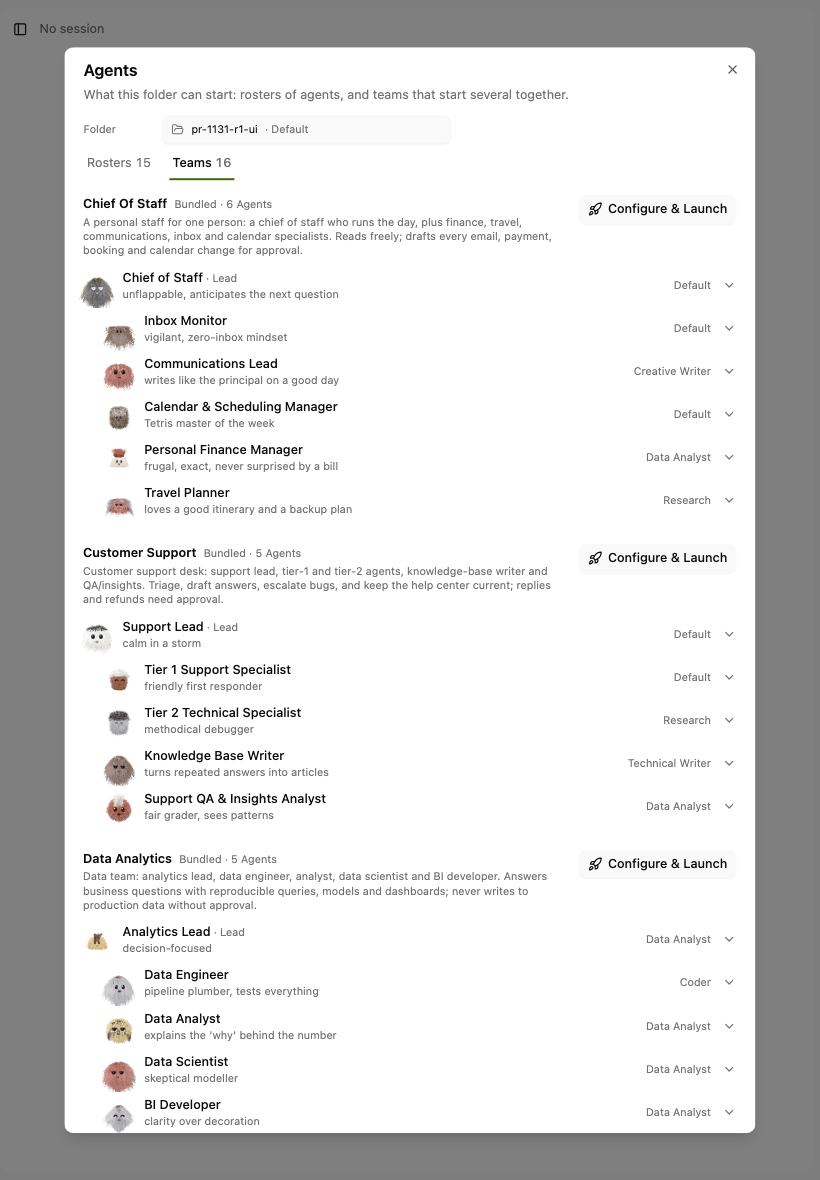 No session
Agents
What this folder can start: rosters of agents, and teams that start several together.
Folder
pr-1131-r1-ui · Default
Rosters 15
Teams 16
Chief Of Staff Bundled · 6 Agents
Configure & Launch
A personal staff for one person: a chief of staff who runs the day, plus finance, travel,
communications, inbox and calendar specialists. Reads freely; drafts every email, payment,
booking and calendar change for approval.
Chief of Staff · Lead
unflappable, anticipates the next question
Default
Inbox Monitor
vigilant, zero-inbox mindset
Default
Communications Lead
writes like the principal on a good day
Creative Writer
Calendar & Scheduling Manager
Tetris master of the week
Default
Personal Finance Manager
frugal, exact, never surprised by a bill
Data Analyst
Travel Planner
loves a good itinerary and a backup plan
Research
Customer Support Bundled · 5 Agents
Configure & Launch
Customer support desk: support lead, tier-1 and tier-2 agents, knowledge-base writer and
QA/insights. Triage, draft answers, escalate bugs, and keep the help center current; replies
and refunds need approval.
Support Lead · Lead
calm in a storm
Default
Tier 1 Support Specialist
friendly first responder
Default
Tier 2 Technical Specialist
methodical debugger
Research
Knowledge Base Writer
turns repeated answers into articles
Technical Writer
Support QA & Insights Analyst
fair grader, sees patterns
Data Analyst
Data Analytics Bundled · 5 Agents
Configure & Launch
Data team: analytics lead, data engineer, analyst, data scientist and BI developer. Answers
business questions with reproducible queries, models and dashboards; never writes to
production data without approval.
Analytics Lead · Lead
decision-focused
Data Analyst
Data Engineer
pipeline plumber, tests everything
Coder
Data Analyst
explains the 'why' behind the number
Data Analyst
Data Scientist
skeptical modeller
Data Analyst
BI Developer
clarity over decoration
Data Analyst